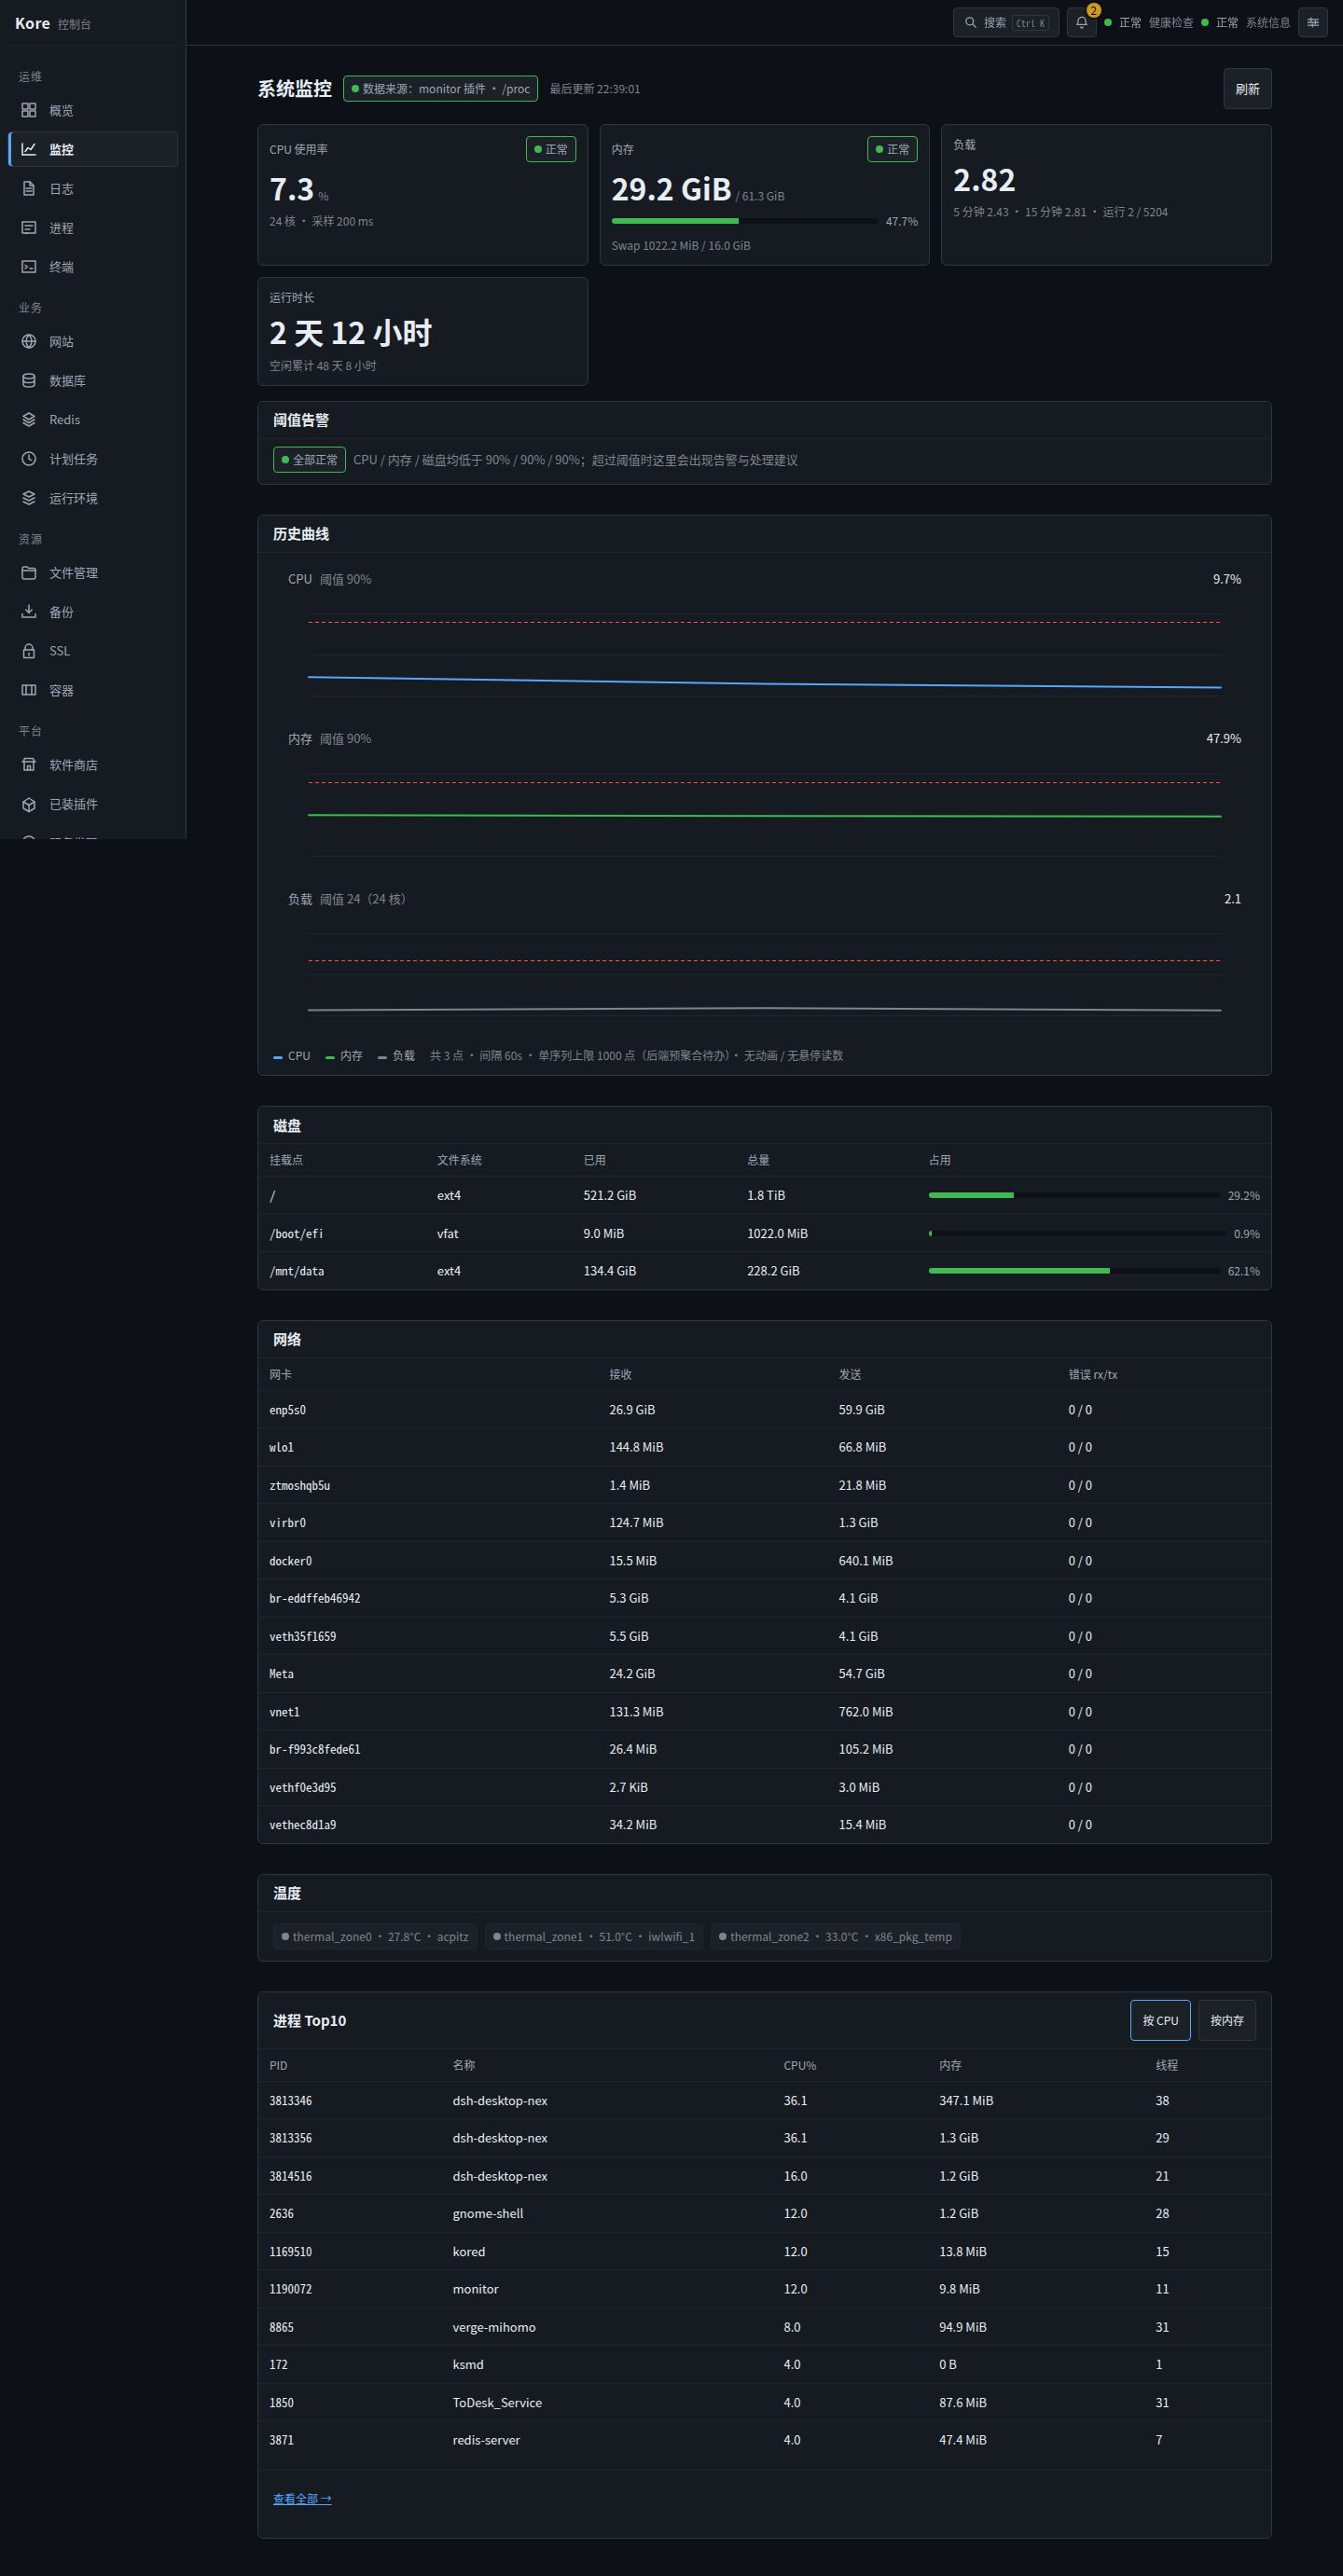 Kore 控制台
搜索 Ctrl K
2
正常 健康检查
正常 系统信息
运维
概览
监控
日志
进程
终端
业务
网站
数据库
Redis
计划任务
运行环境
资源
文件管理
备份
SSL
容器
平台
软件商店
已装插件
系统监控
数据来源：monitor 插件 · /proc
最后更新 22:39:01
刷新
CPU 使用率
正常
7.3 %
24 核 · 采样 200 ms
内存
正常
29.2 GiB / 61.3 GiB
47.7%
Swap 1022.2 MiB / 16.0 GiB
负载
2.82
5 分钟 2.43 · 15 分钟 2.81 · 运行 2 / 5204
运行时长
2 天 12 小时
空闲累计 48 天 8 小时
阈值告警
全部正常 CPU / 内存 / 磁盘均低于 90% / 90% / 90%；超过阈值时这里会出现告警与处理建议
历史曲线
CPU 阈值 90% 9.7%
内存 阈值 90% 47.9%
负载 阈值 24（24 核） 2.1
CPU 内存 负载 共 3 点 · 间隔 60s · 单序列上限 1000 点（后端预聚合待办）· 无动画 / 无悬停读数
磁盘
挂载点 文件系统 已用 总量 占用
/ ext4 521.2 GiB 1.8 TiB 29.2%
/boot/efi vfat 9.0 MiB 1022.0 MiB 0.9%
/mnt/data ext4 134.4 GiB 228.2 GiB 62.1%
网络
网卡 接收 发送 错误 rx/tx
enp5s0 26.9 GiB 59.9 GiB 0 / 0
wlo1 144.8 MiB 66.8 MiB 0 / 0
ztmoshqb5u 1.4 MiB 21.8 MiB 0 / 0
virbr0 124.7 MiB 1.3 GiB 0 / 0
docker0 15.5 MiB 640.1 MiB 0 / 0
br-eddffeb46942 5.3 GiB 4.1 GiB 0 / 0
veth35f1659 5.5 GiB 4.1 GiB 0 / 0
Meta 24.2 GiB 54.7 GiB 0 / 0
vnet1 131.3 MiB 762.0 MiB 0 / 0
br-f993c8fede61 26.4 MiB 105.2 MiB 0 / 0
vethf0e3d95 2.7 KiB 3.0 MiB 0 / 0
vethec8d1a9 34.2 MiB 15.4 MiB 0 / 0
温度
thermal_zone0 · 27.8°C · acpitz
thermal_zone1 · 51.0°C · iwlwifi_1
thermal_zone2 · 33.0°C · x86_pkg_temp
进程 Top10
按 CPU 按内存
PID 名称 CPU% 内存 线程
3813346 dsh-desktop-nex 36.1 347.1 MiB 38
3813356 dsh-desktop-nex 36.1 1.3 GiB 29
3814516 dsh-desktop-nex 16.0 1.2 GiB 21
2636 gnome-shell 12.0 1.2 GiB 28
1169510 kored 12.0 13.8 MiB 15
1190072 monitor 12.0 9.8 MiB 11
8865 verge-mihomo 8.0 94.9 MiB 31
172 ksmd 4.0 0 B 1
1850 ToDesk_Service 4.0 87.6 MiB 31
3871 redis-server 4.0 47.4 MiB 7
查看全部 →